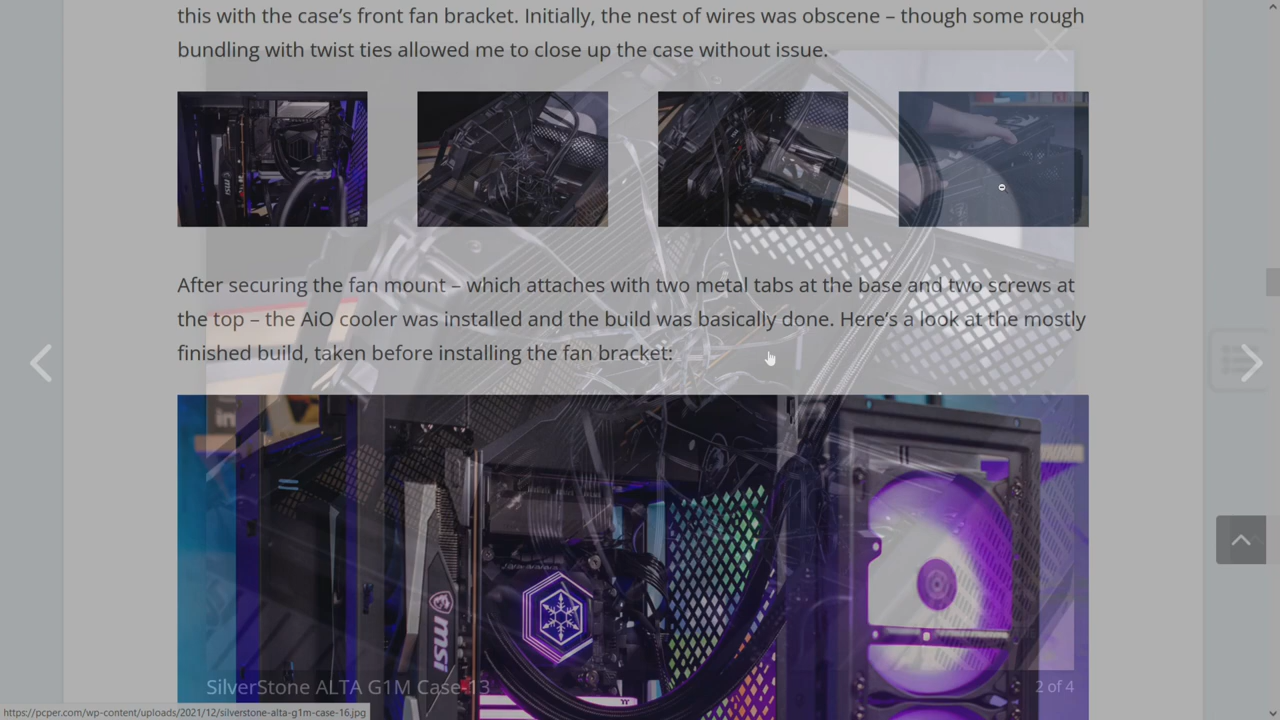 this with the case's front fan bracket. Initially, the nest of wires was obscene – though some rough
bundling with twist ties allowed me to close up the case without issue.
After securing the fan mount – which attaches with two metal tabs at the base and two screws at
the top – the AiO cooler was installed and the build was basically done. Here's a look at the mostly
finished build, taken before installing the fan bracket:
msi
SilverStone ALTA G1M Case-13
2 of 4
https://pcper.com/wp-content/uploads/2021/12/silverstone-alta-g1m-case-16.jpg